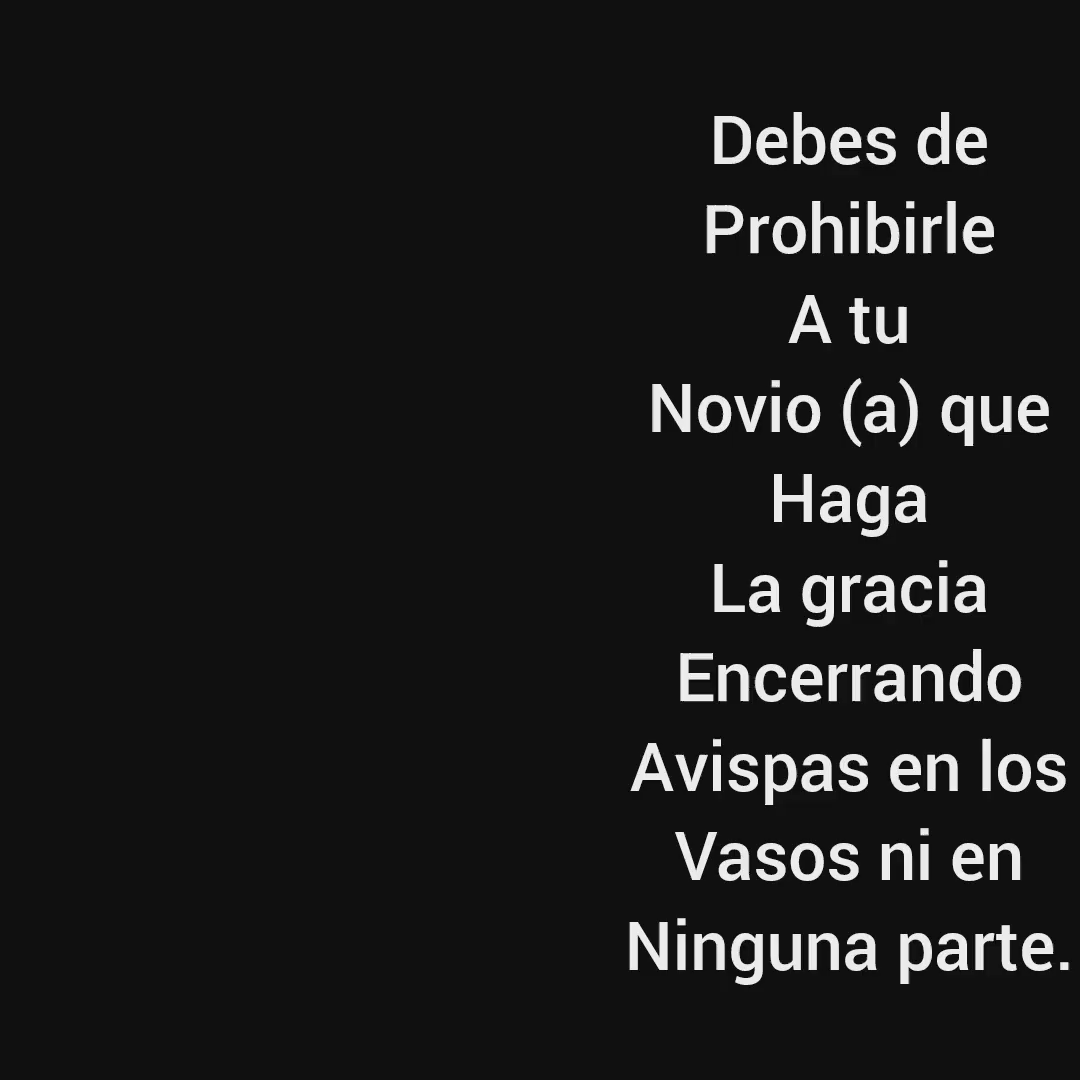 Debes de
Prohibirle
A tu
Novio (a) que
Haga
La gracia
Encerrando
Avispas en los
Vasos ni en
Ninguna parte.